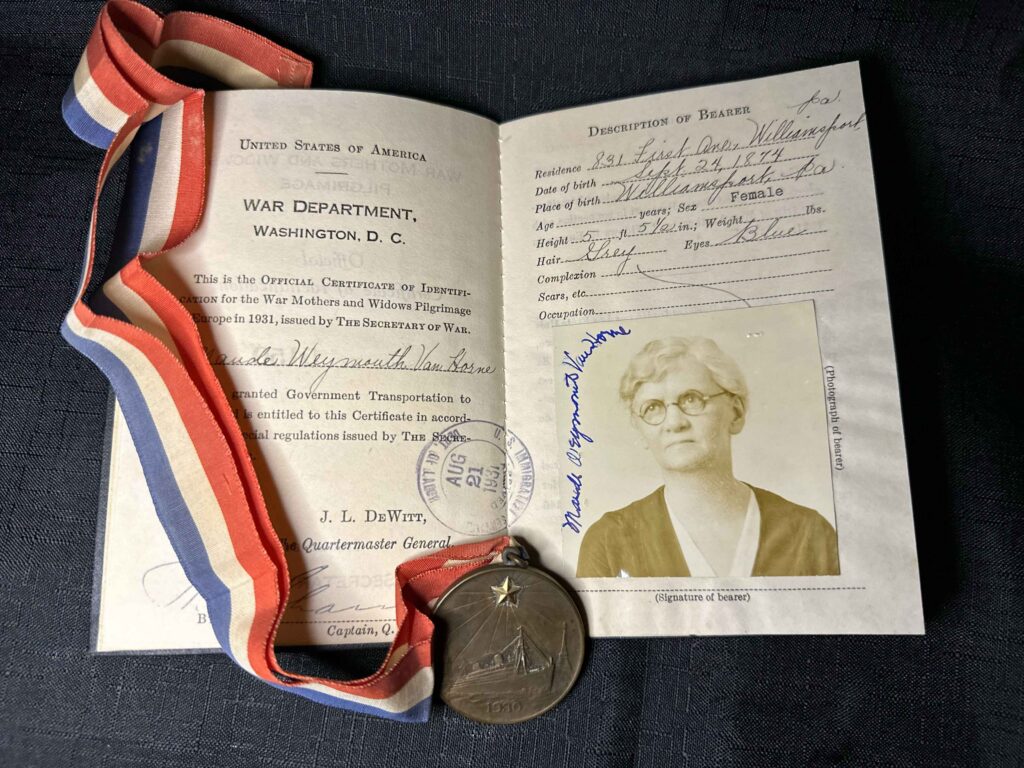 UNITED STATES OF AMERICA
WAR DEPARTMENT,
WASHINGTON, D. C.
This is the OFFICIAL CERTIFICATE OF IDENTIFI-
CATION for the War Mothers and Widows Pilgrimage
Europe in 1931, issued by THE SECRETARY OF WAR.
Maude Weymouth Van Horne
granted Government Transportation to
is entitled to this Certificate in accord-
regulations issued by THE SECRE-
U. S. IMMIGRATION
DEPT. OF LABOR
AUG
21
1931
J. L. DEWITT,
The Quartermaster General.
B
Captain, Q.
DESCRIPTION OF BEARER
Pa.
Residence 831 First Ave., Williamsport
Date of birth Sept 24, 1874
Place of birth Williamsport, Pa
Age years; Sex Female
Height 5 ft 5 1/2 in.; Weight lbs.
Hair Grey Eyes Blue
Complexion
Scars, etc.
Occupation
Maude Weymouth Van Horne
(Photograph of bearer)
(Signature of bearer)